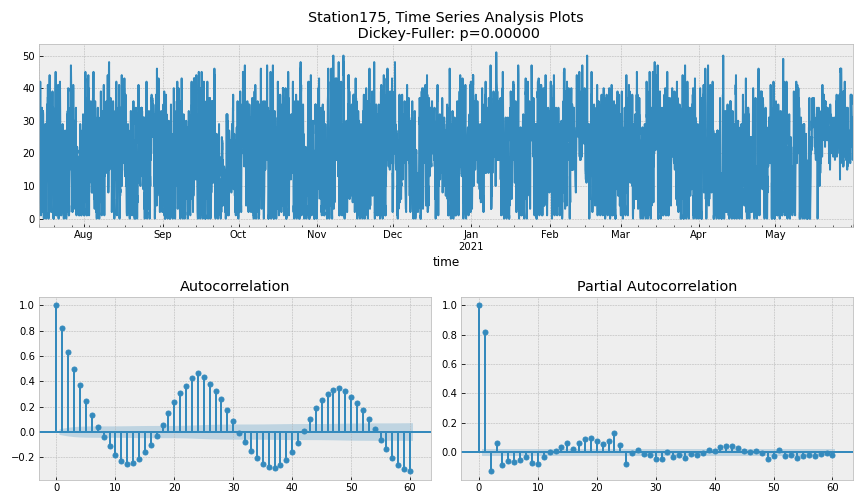 Station175, Time Series Analysis Plots
Dickey-Fuller: p=0.00000
50
40
30
20
10
0
Aug Sep Oct Nov Dec Jan Feb Mar Apr May
2021
time
Autocorrelation
1.0
0.8
0.6
0.4
0.2
0.0
−0.2
0 10 20 30 40 50 60
Partial Autocorrelation
1.0
0.8
0.6
0.4
0.2
0.0
0 10 20 30 40 50 60